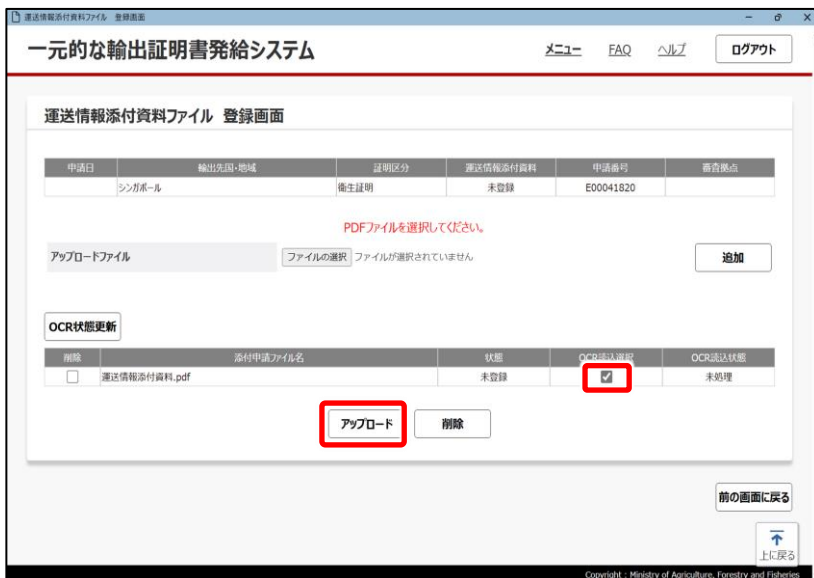 運送情報添付資料ファイル 登録画面
一元的な輸出証明書発給システム
メニュー FAQ ヘルプ ログアウト
運送情報添付資料ファイル 登録画面
申請日 輸出先国・地域 証明区分 運送情報添付資料 申請番号 審査拠点
シンガポール 衛生証明 未登録 E00041820
PDFファイルを選択してください。
アップロードファイル ファイルの選択 ファイルが選択されていません 追加
OCR状態更新
削除 添付申請ファイル名 状態 OCR読込選択 OCR読込状態
運送情報添付資料.pdf 未登録 未処理
アップロード 削除
前の画面に戻る
上に戻る
Copyright : Ministry of Agriculture, Forestry and Fisheries